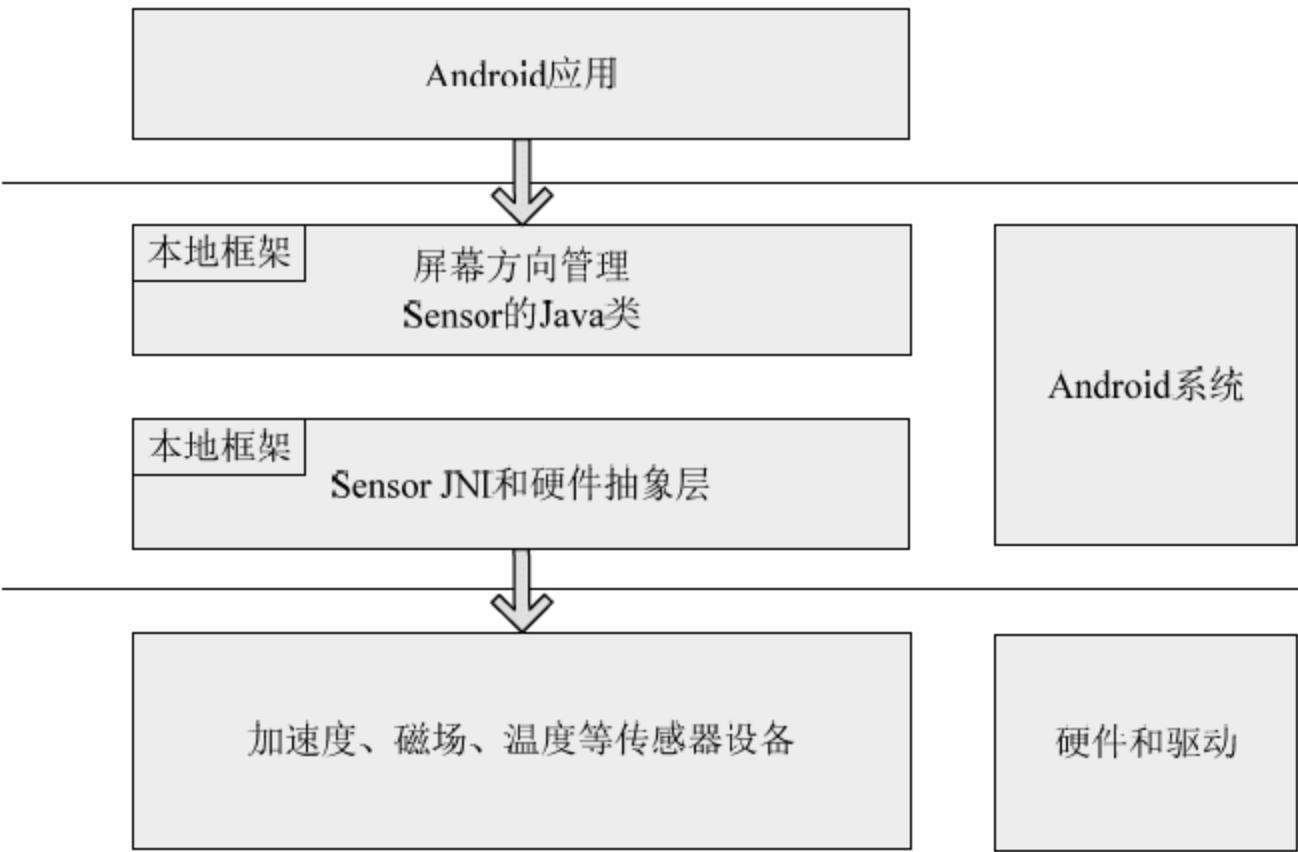 Android应用
本地框架
屏幕方向管理
Sensor的Java类
Android系统
本地框架
Sensor JNI和硬件抽象层
加速度、磁场、温度等传感器设备
硬件和驱动